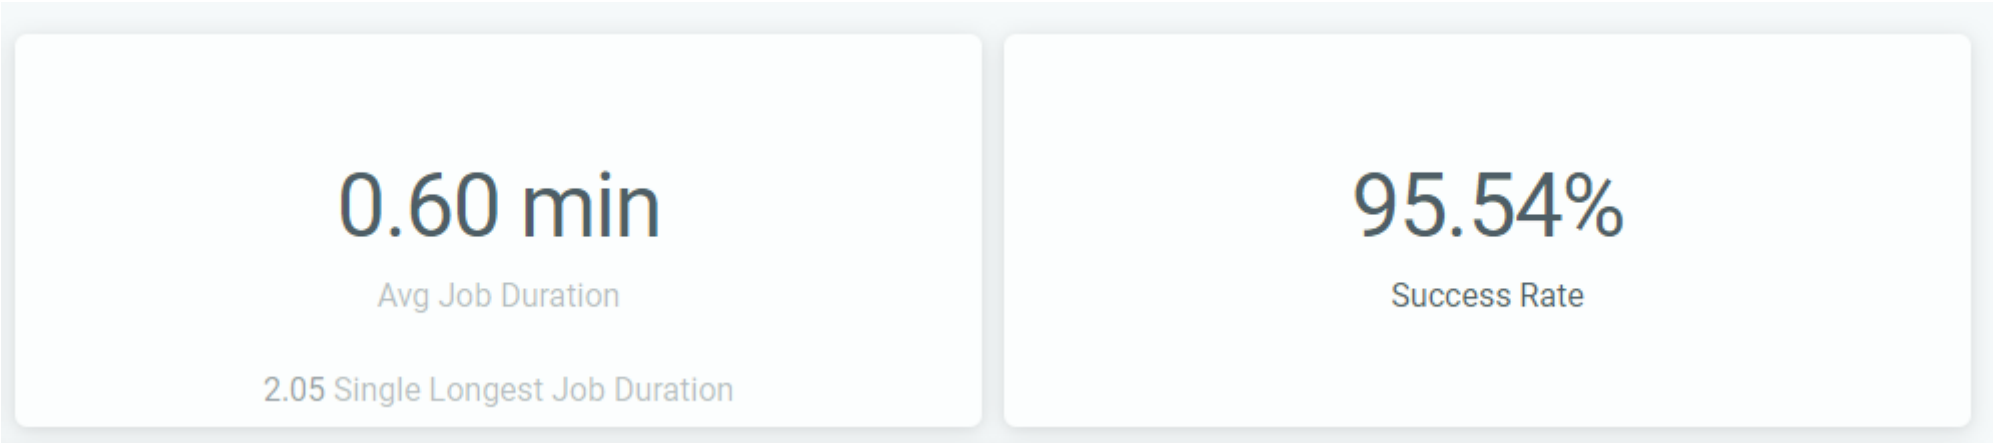 0.60 min
Avg Job Duration
2.05 Single Longest Job Duration
95.54%
Success Rate